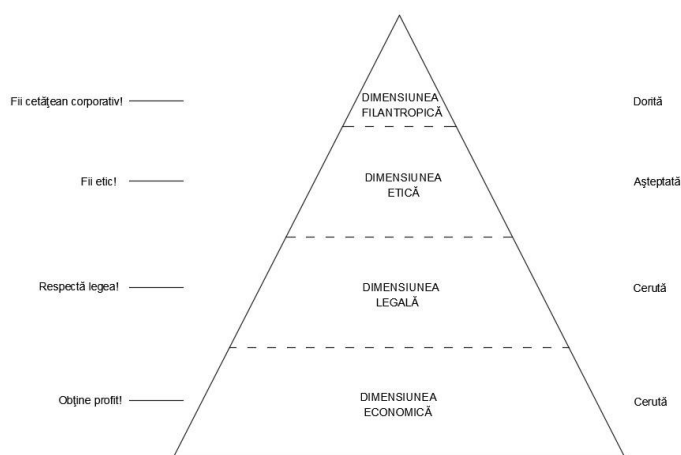 Fii cetăţean corporativ!
DIMENSIUNEA
FILANTROPICĂ
Dorită
Fii etic!
DIMENSIUNEA
ETICĂ
Aşteptată
Respectă legea!
DIMENSIUNEA
LEGALĂ
Cerută
Obţine profit!
DIMENSIUNEA
ECONOMICĂ
Cerută